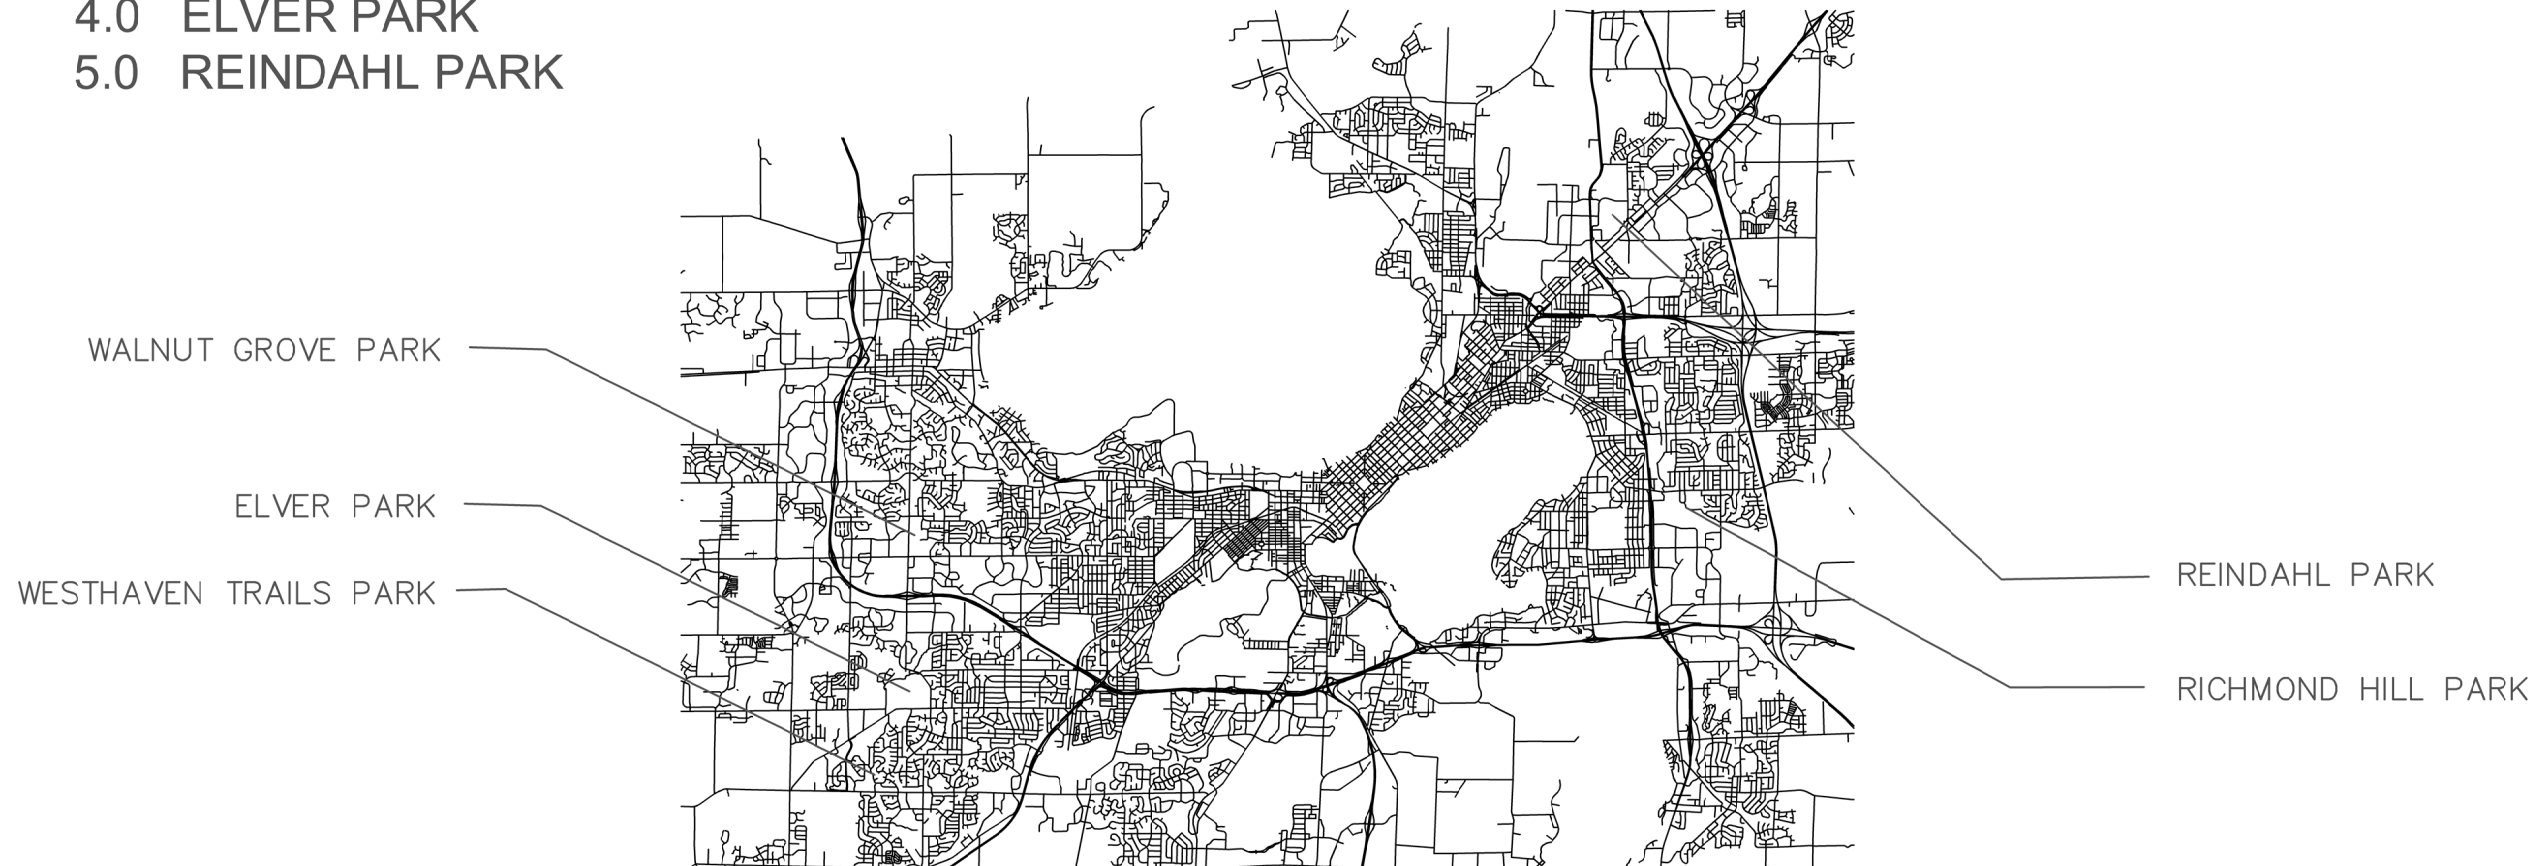 4.0 ELVER PARK
5.0 REINDAHL PARK
WALNUT GROVE PARK
ELVER PARK
WESTHAVEN TRAILS PARK
REINDAHL PARK
RICHMOND HILL PARK